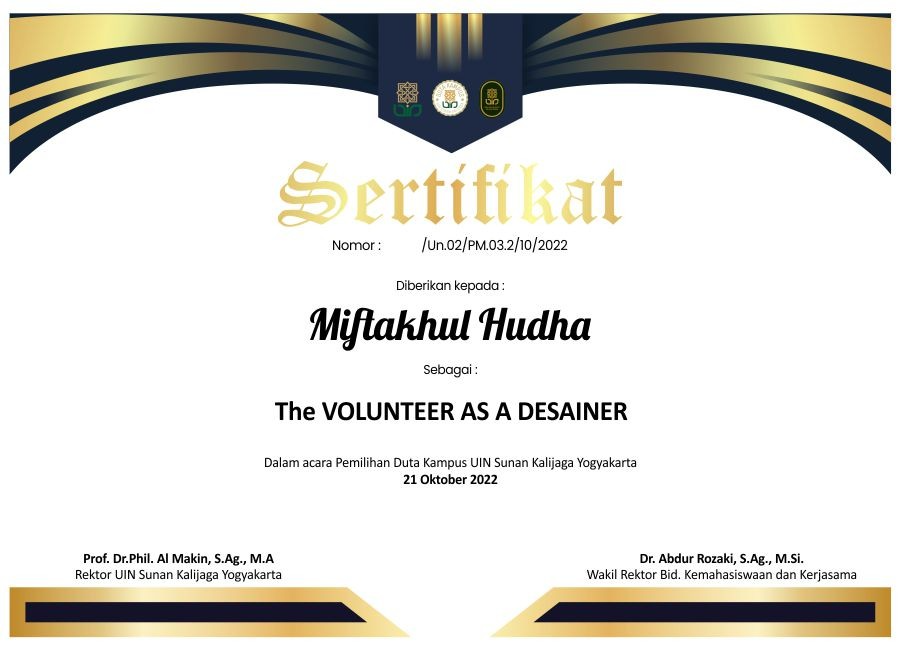 Sertifikat
Nomor : /Un.02/PM.03.2/10/2022
Diberikan kepada :
Miftakhul Hudha
Sebagai :
The VOLUNTEER AS A DESAINER
Dalam acara Pemilihan Duta Kampus UIN Sunan Kalijaga Yogyakarta
21 Oktober 2022
Prof. Dr.Phil. Al Makin, S.Ag., M.A
Rektor UIN Sunan Kalijaga Yogyakarta
Dr. Abdur Rozaki, S.Ag., M.Si.
Wakil Rektor Bid. Kemahasiswaan dan Kerjasama